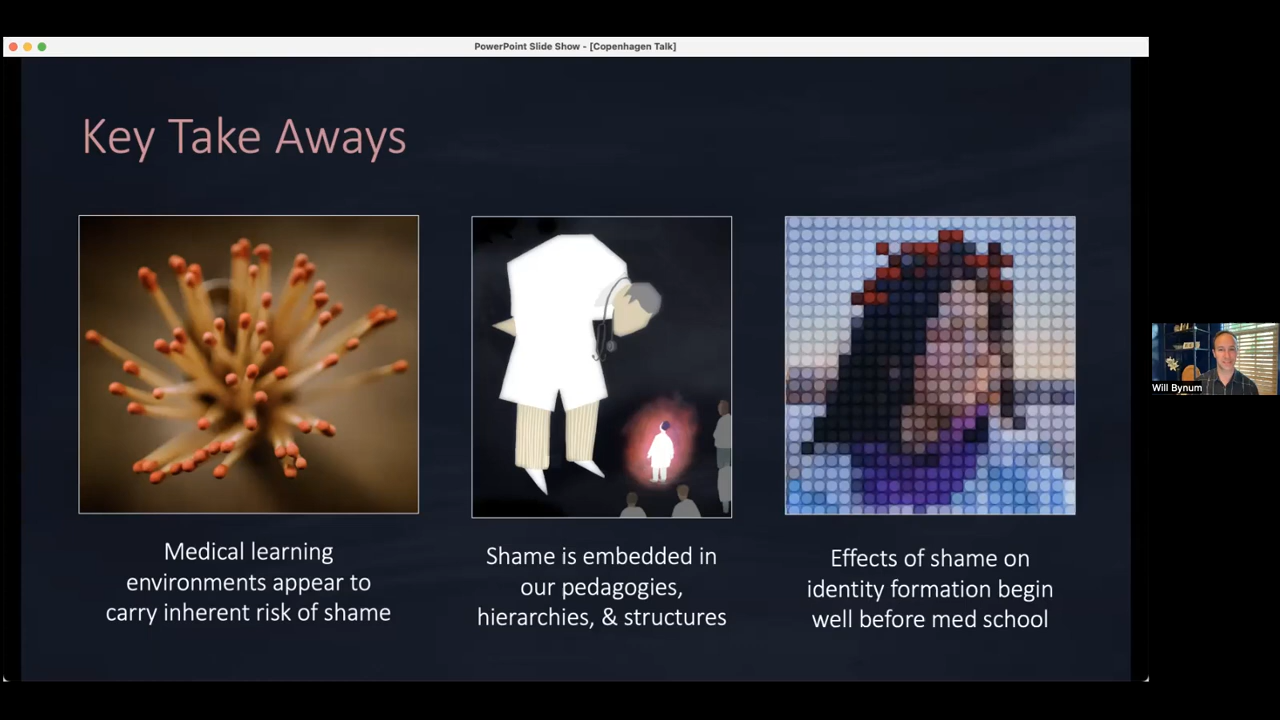 PowerPoint Slide Show - [Copenhagen Talk]
Key Take Aways
Medical learning
environments appear to
carry inherent risk of shame
Shame is embedded in
our pedagogies,
hierarchies, & structures
Effects of shame on
identity formation begin
well before med school
Will Bynum